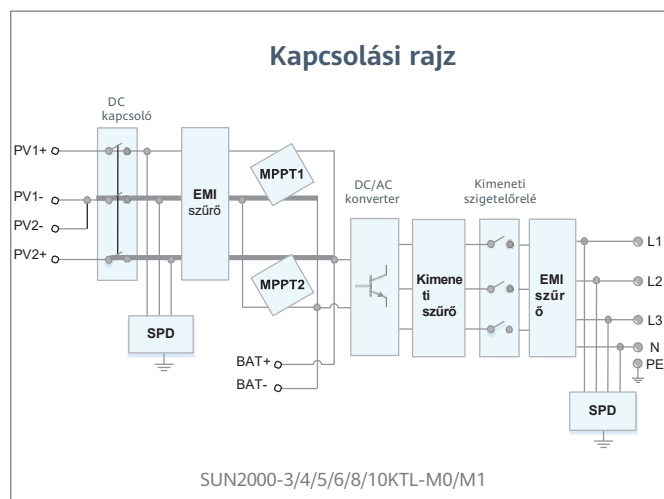 Kapcsolási rajz
DC
kapcsoló
PV1+
PV1-
PV2-
PV2+
EMI
szűrő
MPPT1
MPPT2
SPD
BAT+
BAT-
DC/AC
konverter
Kimene
ti
szűrő
Kimeneti
szigetelőrelé
EMI
szűr
ő
L1
L2
L3
N
PE
SPD
SUN2000-3/4/5/6/8/10KTL-M0/M1